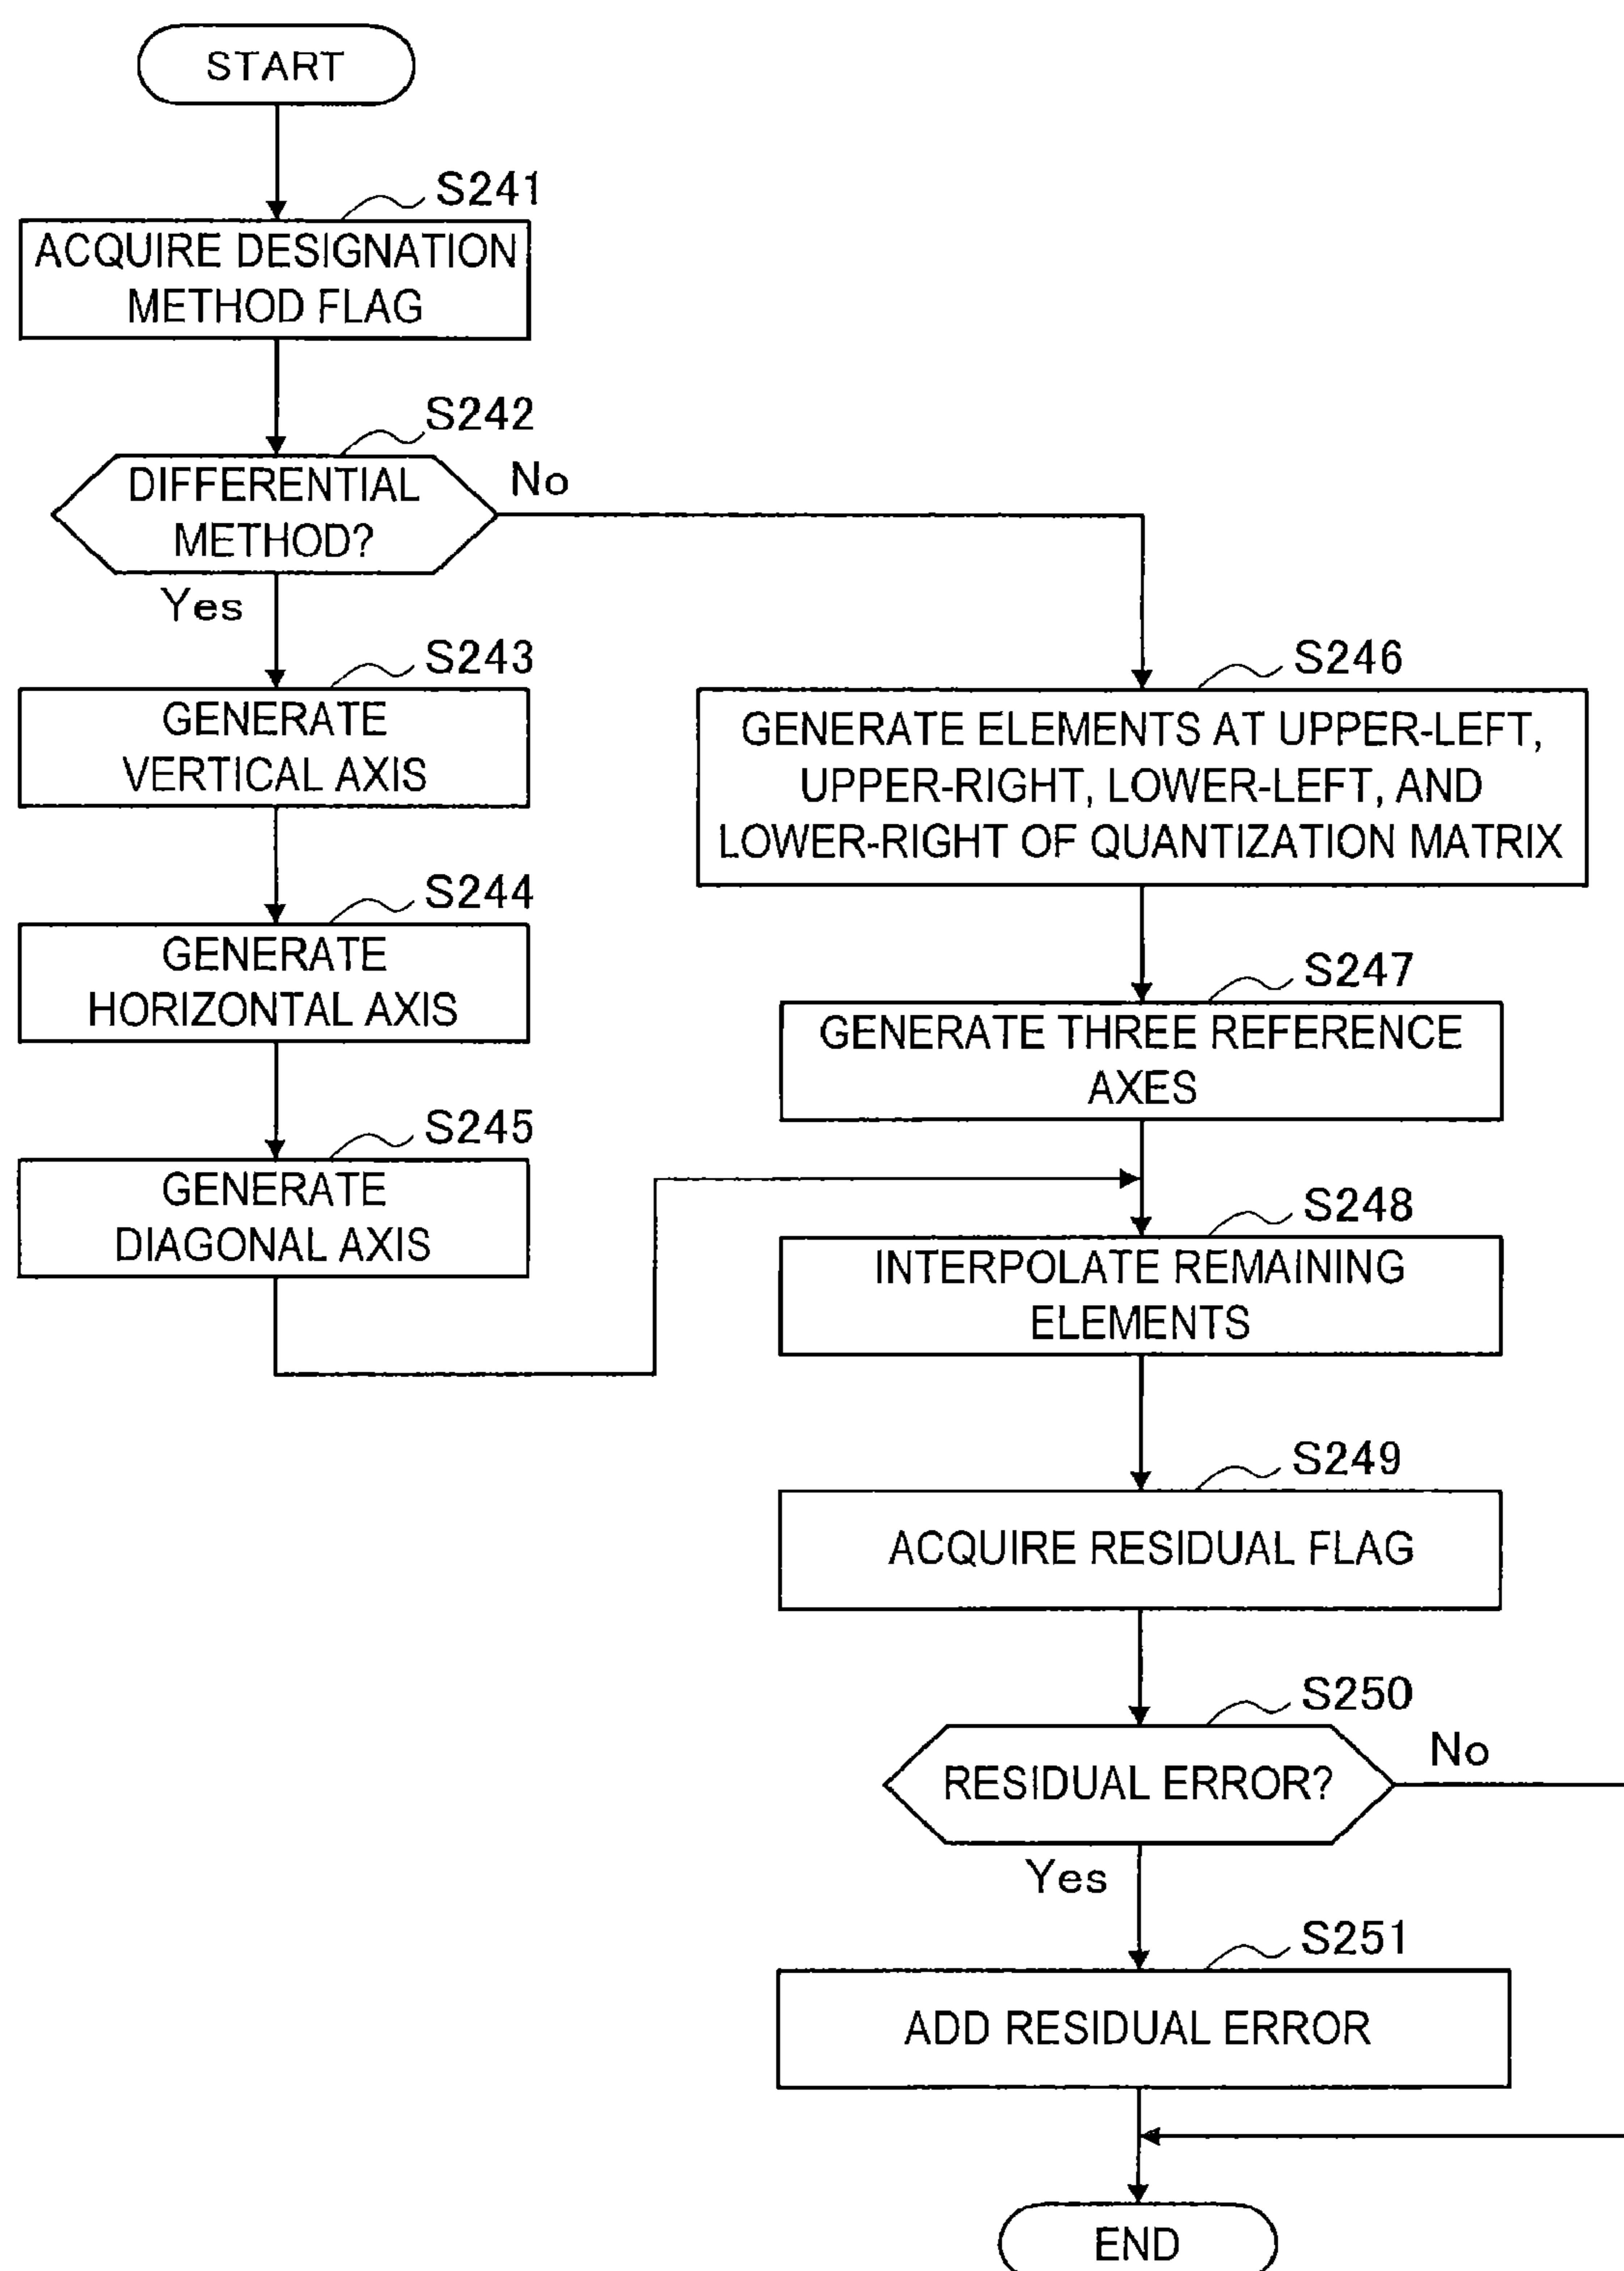 START
S241
ACQUIRE DESIGNATION
METHOD FLAG
S242
DIFFERENTIAL
METHOD?
No
Yes
S243
GENERATE
VERTICAL AXIS
S244
GENERATE
HORIZONTAL AXIS
S245
GENERATE
DIAGONAL AXIS
S246
GENERATE ELEMENTS AT UPPER-LEFT,
UPPER-RIGHT, LOWER-LEFT, AND
LOWER-RIGHT OF QUANTIZATION MATRIX
S247
GENERATE THREE REFERENCE
AXES
S248
INTERPOLATE REMAINING
ELEMENTS
S249
ACQUIRE RESIDUAL FLAG
S250
RESIDUAL ERROR?
No
Yes
S251
ADD RESIDUAL ERROR
END